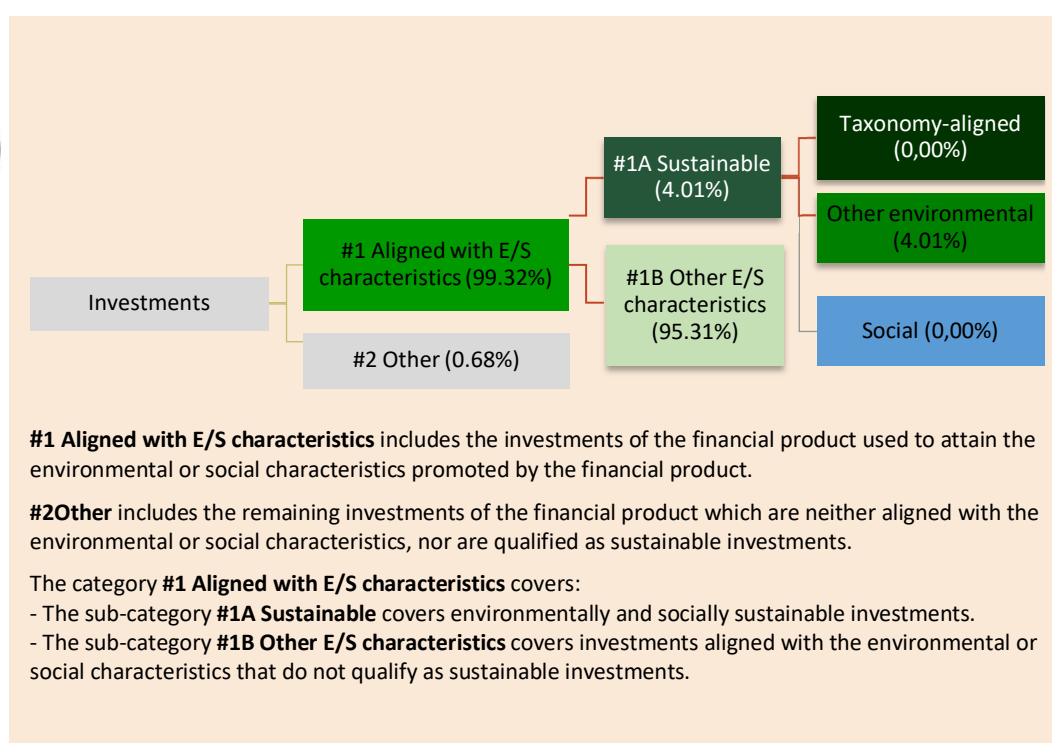 Taxonomy-aligned
(0,00%)
#1A Sustainable
(4.01%)
Other environmental
(4.01%)
#1 Aligned with E/S
characteristics (99.32%)
#1B Other E/S
characteristics
(95.31%)
Investments
Social (0,00%)
#2 Other (0.68%)
#1 Aligned with E/S characteristics includes the investments of the financial product used to attain the
environmental or social characteristics promoted by the financial product.
#2Other includes the remaining investments of the financial product which are neither aligned with the
environmental or social characteristics, nor are qualified as sustainable investments.
The category #1 Aligned with E/S characteristics covers:
- The sub-category #1A Sustainable covers environmentally and socially sustainable investments.
- The sub-category #1B Other E/S characteristics covers investments aligned with the environmental or
social characteristics that do not qualify as sustainable investments.